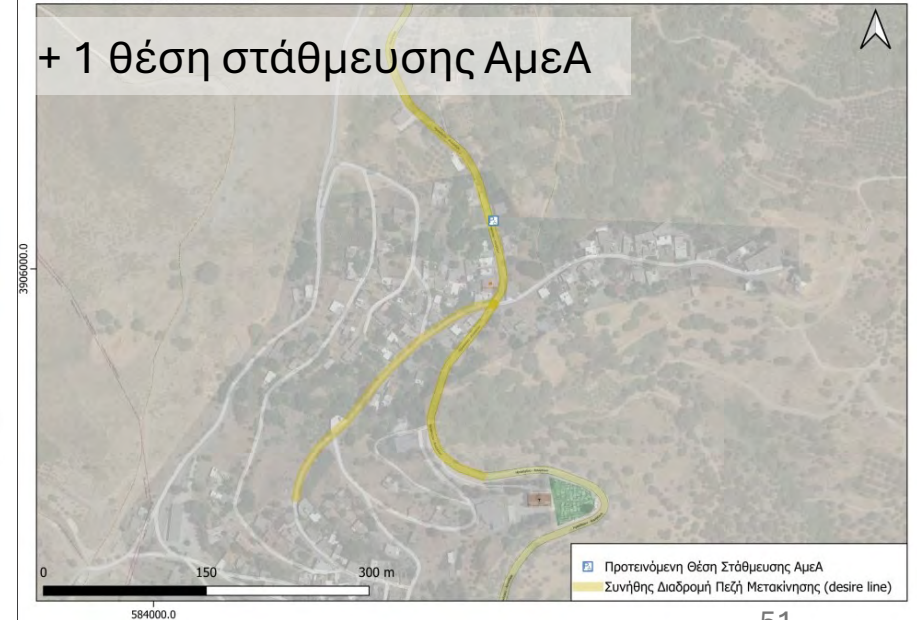 + 1 θέση στάθμευσης ΑμεΑ
3906000.0
0 150 300 m
Προτεινόμενη Θέση Στάθμευσης ΑμεΑ
Συνήθης Διαδρομή Πεζή Μετακίνησης (desire line)
584000.0
51